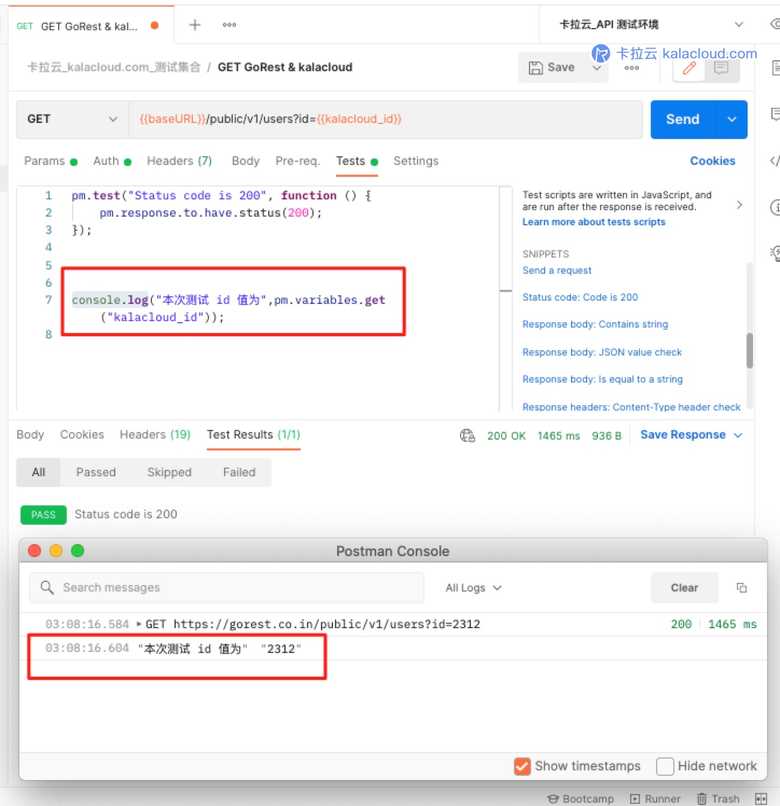 GET GET GoRest & kal...
卡拉云_API 测试环境
卡拉云 kalacloud.com
卡拉云_kalacloud.com_测试集合 / GET GoRest & kalacloud
Save
GET
{{baseURL}}/public/v1/users?id={{kalacloud_id}}
Send
Params
Auth
Headers (7)
Body
Pre-req.
Tests
Settings
Cookies
1 pm.test("Status code is 200", function () {
2 pm.response.to.have.status(200);
3 });
4
5
6
7 console.log("本次测试 id 值为",pm.variables.get
("kalacloud_id"));
8
Test scripts are written in JavaScript, and
are run after the response is received.
Learn more about tests scripts
SNIPPETS
Send a request
Status code: Code is 200
Response body: Contains string
Response body: JSON value check
Response body: Is equal to a string
Response headers: Content-Type header check
Body
Cookies
Headers (19)
Test Results (1/1)
200 OK
1465 ms
936 B
Save Response
All
Passed
Skipped
Failed
PASS Status code is 200
Postman Console
Search messages
All Logs
Clear
03:08:16.584 GET https://gorest.co.in/public/v1/users?id=2312
200 1465 ms
03:08:16.604 "本次测试 id 值为" "2312"
Show timestamps
Hide network
Bootcamp
Runner
Trash